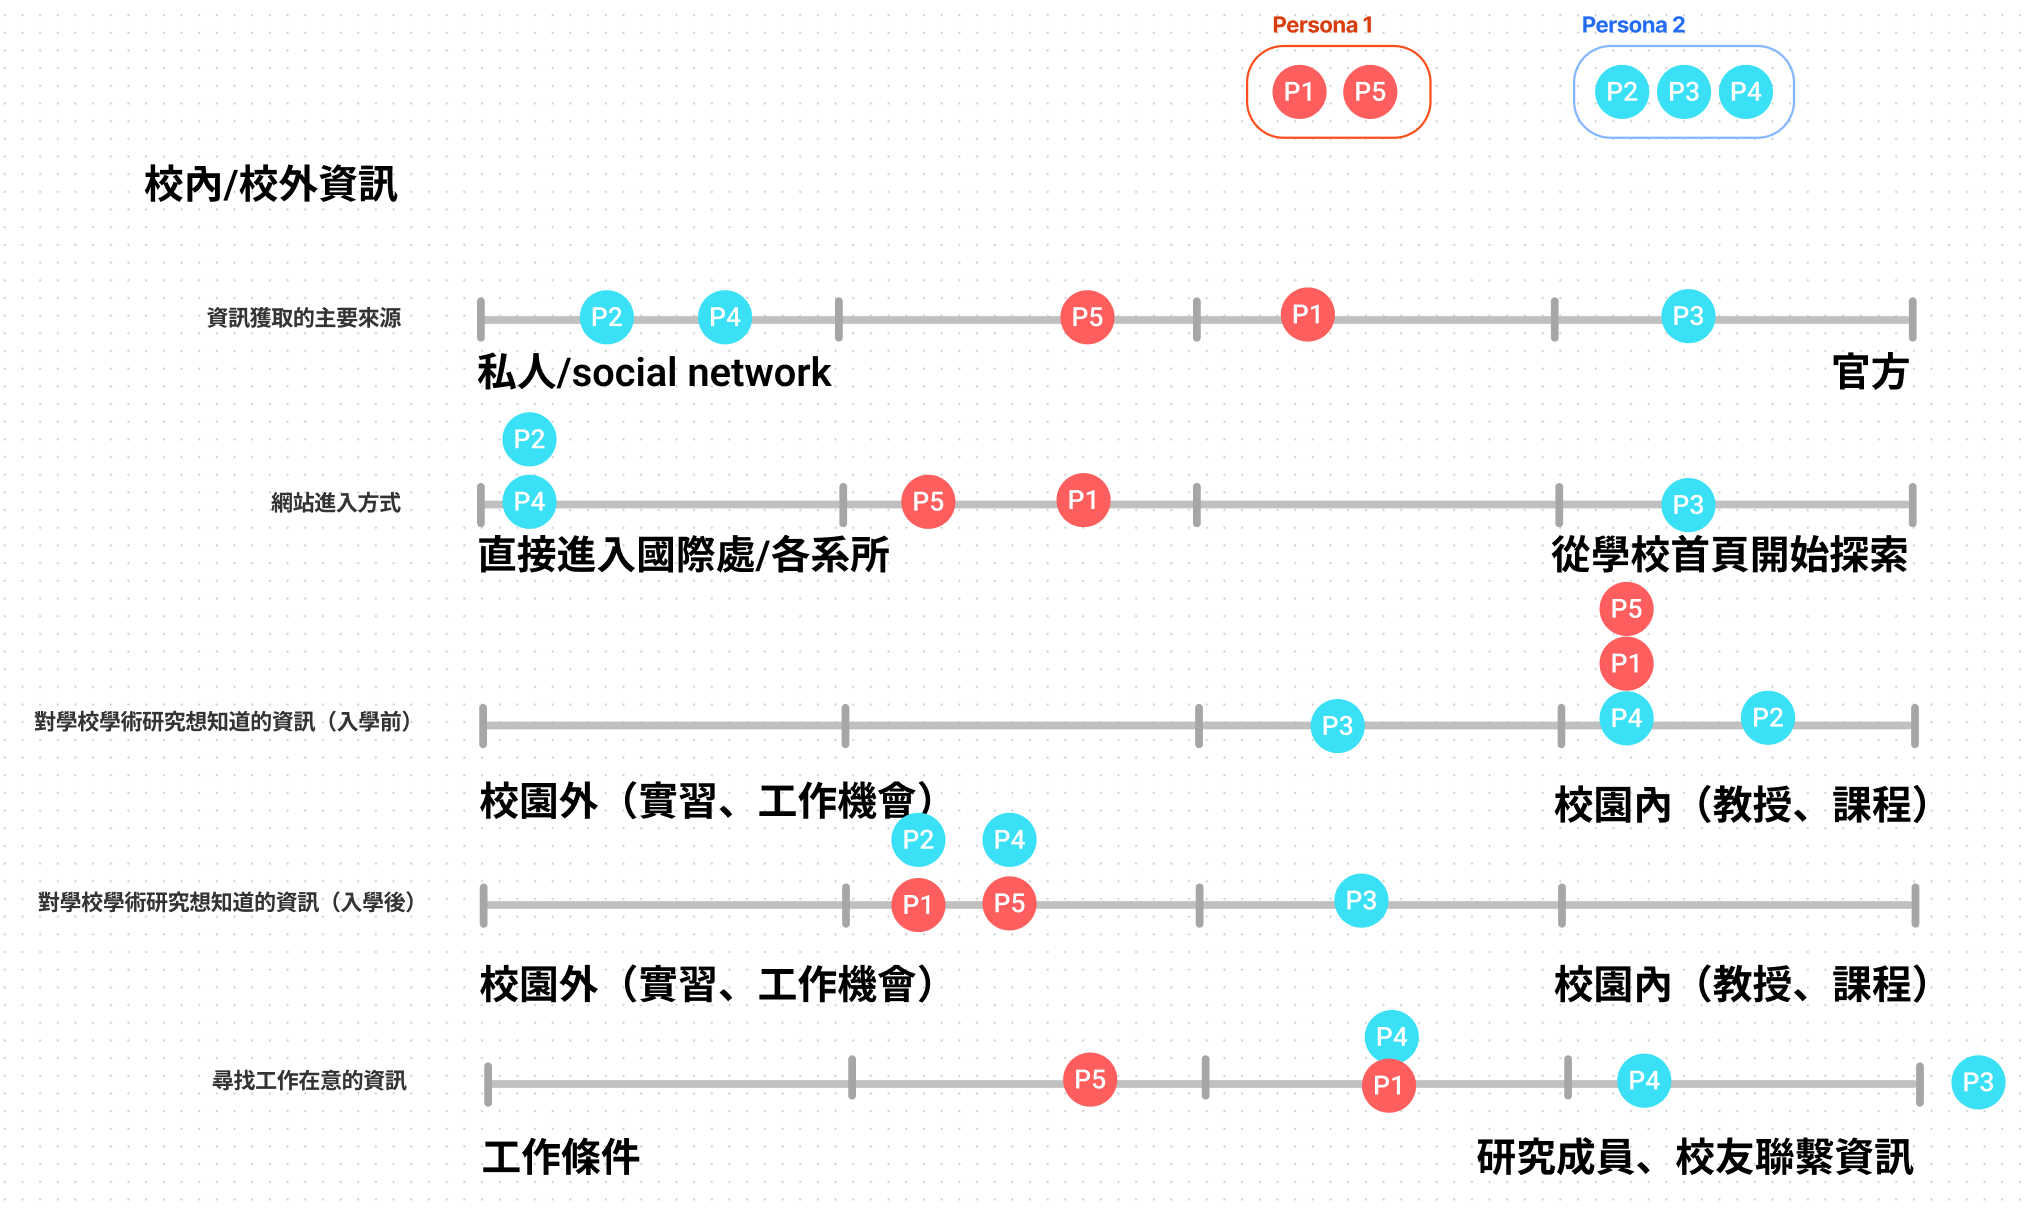 Persona 1
Persona 2
P1 P5
P2 P3 P4
校內/校外資訊
資訊獲取的主要來源
P2 P4 P5 P1 P3
私人/social network
官方
P2
網站進入方式
P4 P5 P1 P3
直接進入國際處/各系所
從學校首頁開始探索
P5
P1
對學校學術研究想知道的資訊（入學前）
P3 P4 P2
校園外（實習、工作機會）
校園內（教授、課程）
P2 P4
對學校學術研究想知道的資訊（入學後）
P1 P5 P3
校園外（實習、工作機會）
校園內（教授、課程）
P4
尋找工作在意的資訊
P5 P1 P4 P3
工作條件
研究成員、校友聯繫資訊